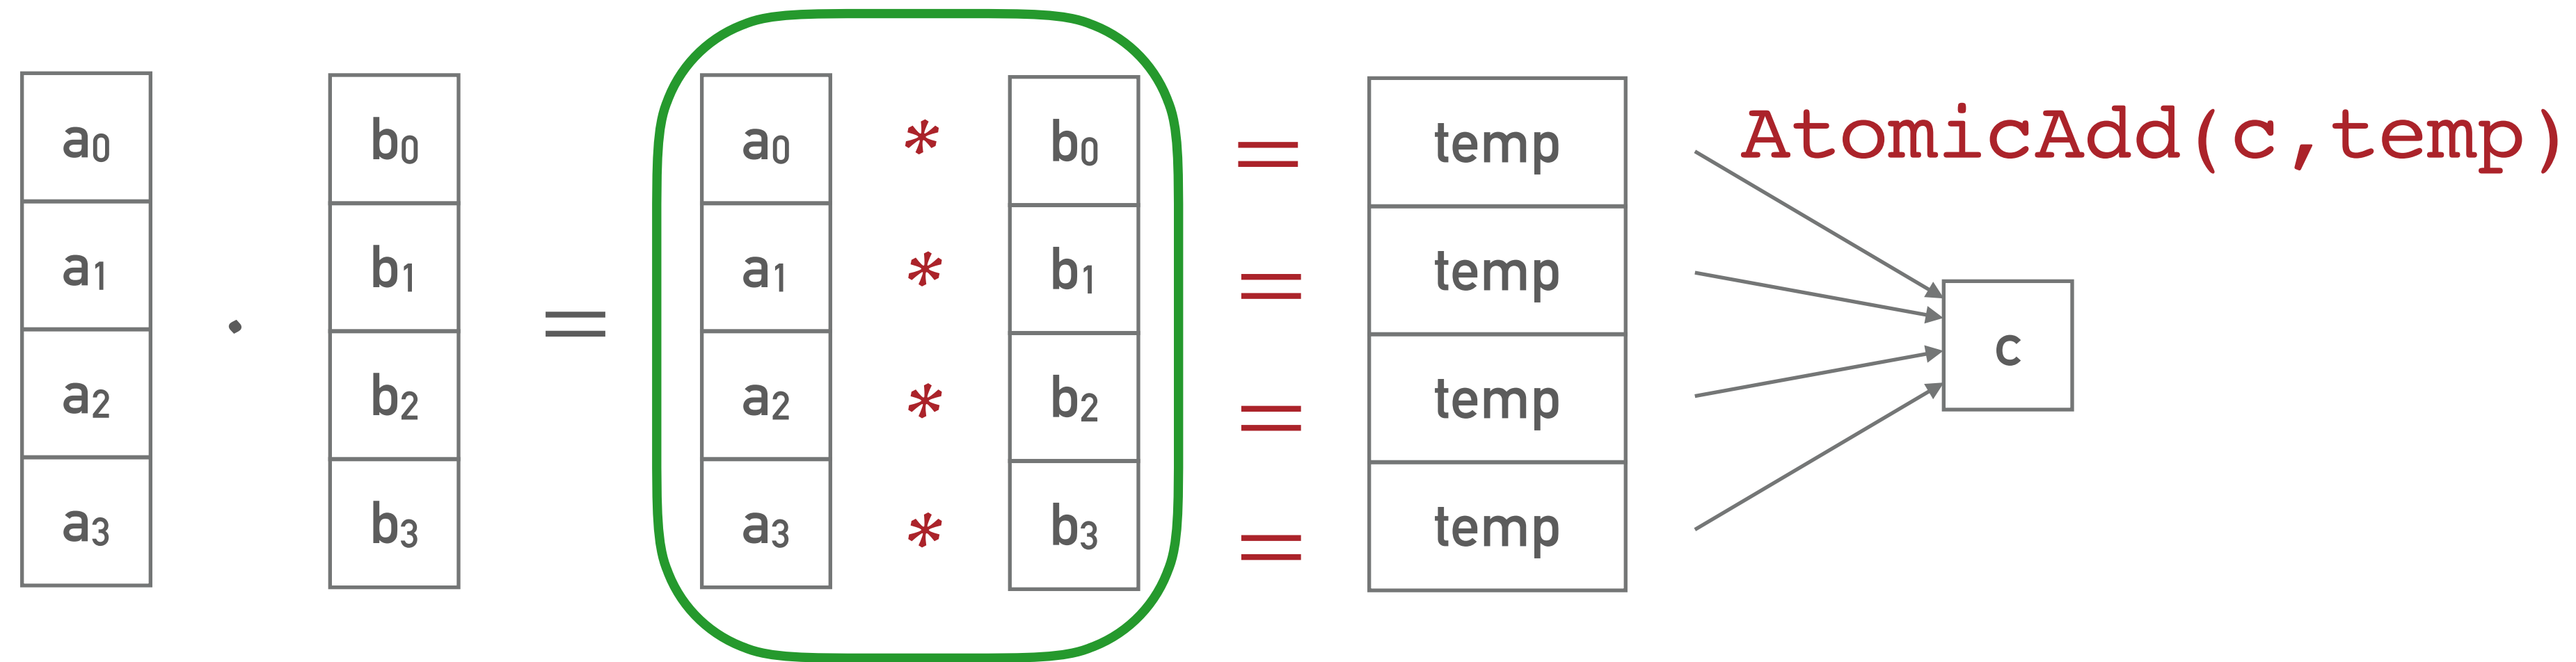 AtomicAdd(c,temp)
a0 b0 a0 * b0 = temp
a1 b1 a1 * b1 = temp
· = c
a2 b2 a2 * b2 = temp
a3 b3 a3 * b3 = temp